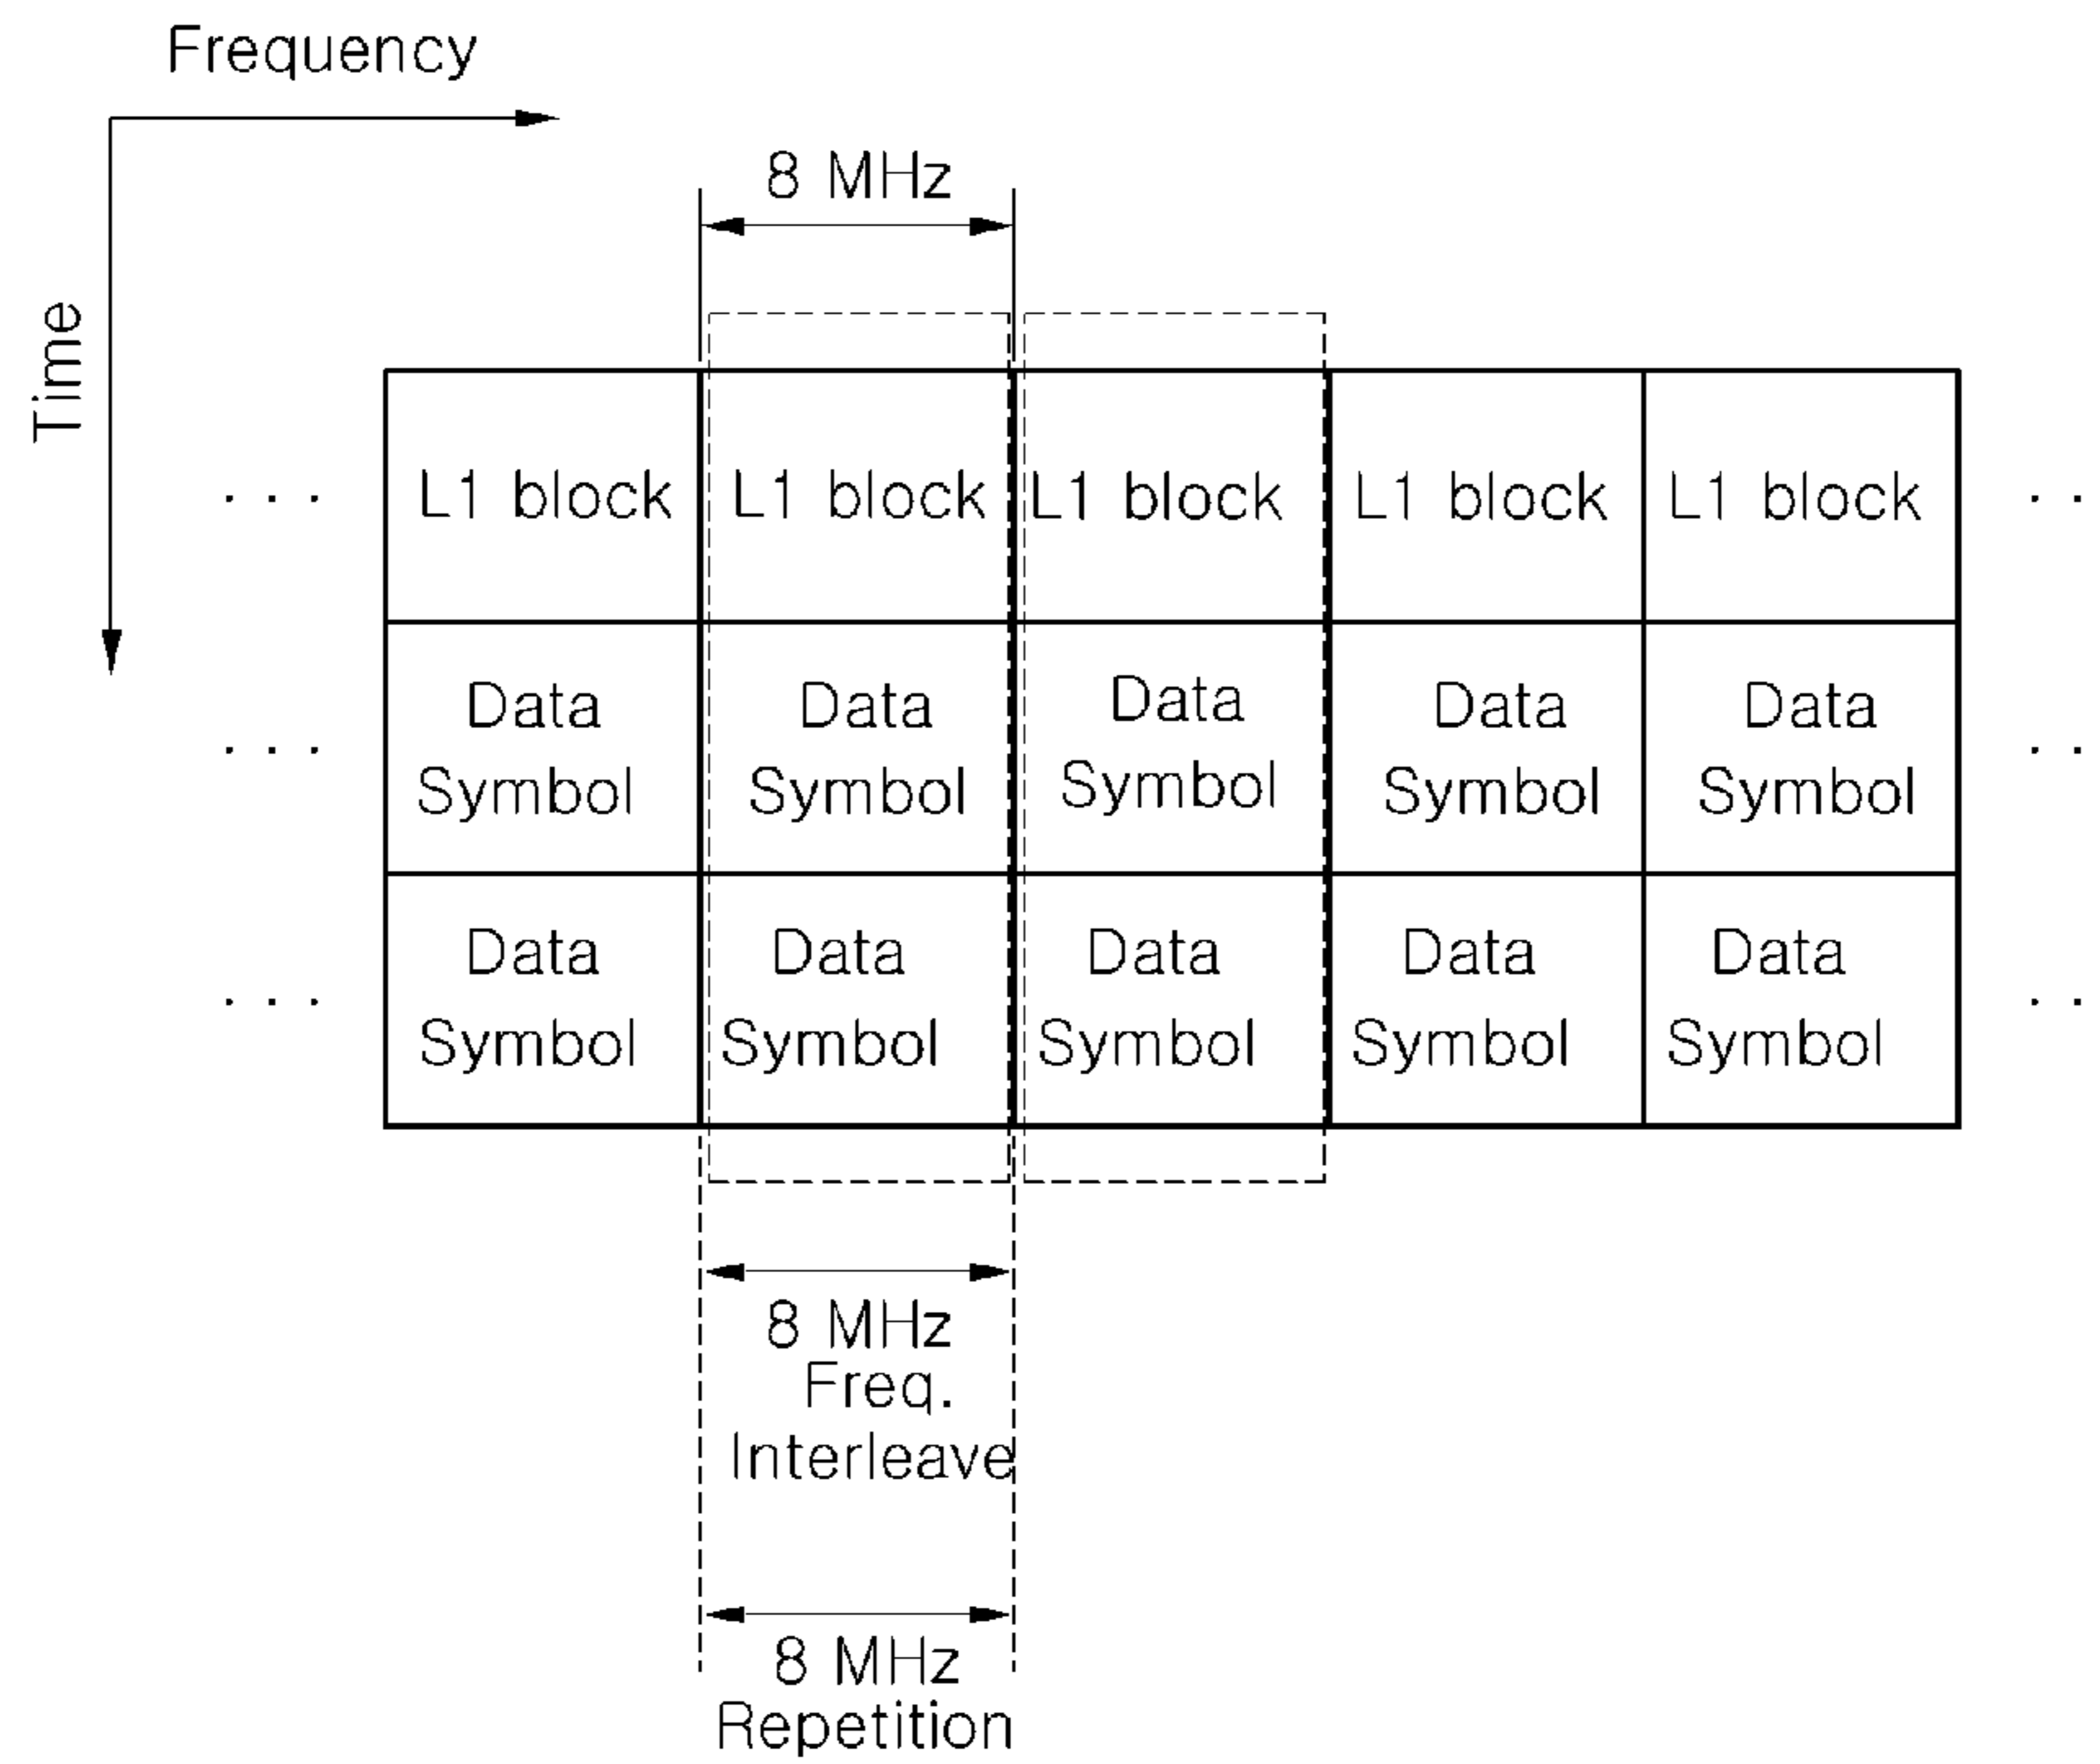 Frequency
8 MHz
Time
. . . L1 block L1 block L1 block L1 block L1 block . .
Data Data Data Data Data
. . . . .
Symbol Symbol Symbol Symbol Symbol
Data Data Data Data Data
. . . . .
Symbol Symbol Symbol Symbol Symbol
8 MHz
Freq.
Interleave
8 MHz
Repetition